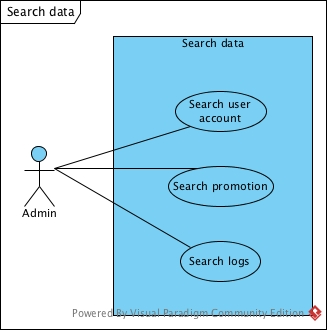 Search data
Search data
Search user
account
Search promotion
Admin
Search logs
Powered By Visual Paradigm Community Edition